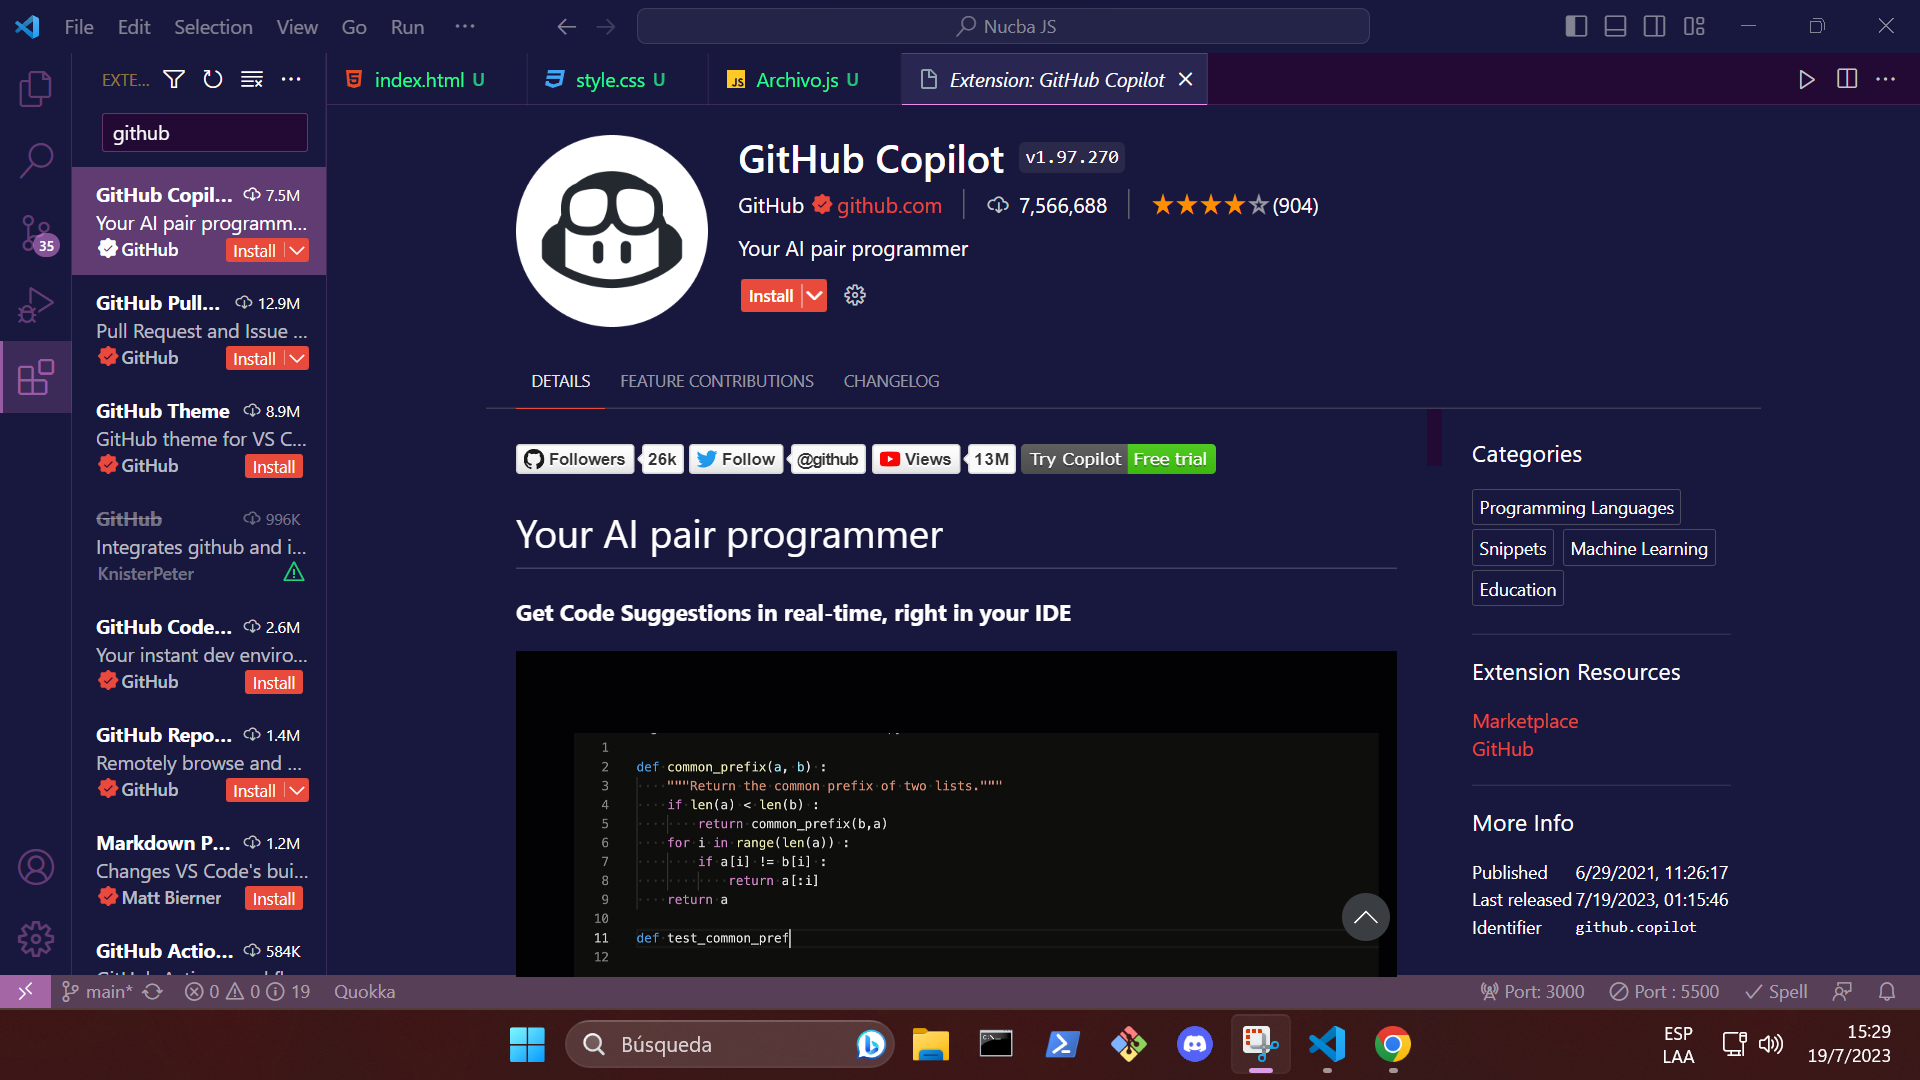 File Edit Selection View Go Run ···
Nucba JS
EXTE...
index.html U
style.css U
Archivo.js U
Extension: GitHub Copilot
github
GitHub Copil... 7.5M
Your AI pair programm...
GitHub Install
GitHub Pull... 12.9M
Pull Request and Issue ...
GitHub Install
GitHub Theme 8.9M
GitHub theme for VS C...
GitHub Install
GitHub 996K
Integrates github and i...
KnisterPeter
GitHub Code... 2.6M
Your instant dev enviro...
GitHub Install
GitHub Repo... 1.4M
Remotely browse and ...
GitHub Install
Markdown P... 1.2M
Changes VS Code's bui...
Matt Bierner Install
GitHub Actio... 584K
35
GitHub Copilot v1.97.270
GitHub github.com 7,566,688 (904)
Your AI pair programmer
Install
DETAILS FEATURE CONTRIBUTIONS CHANGELOG
Followers 26k Follow @github Views 13M Try Copilot Free trial
Your AI pair programmer
Get Code Suggestions in real-time, right in your IDE
1
2 def common_prefix(a, b) :
3 """Return the common prefix of two lists."""
4 if len(a) < len(b) :
5 return common_prefix(b,a)
6 for i in range(len(a)) :
7 if a[i] != b[i] :
8 return a[:i]
9 return a
10
11 def test_common_pref
12
Categories
Programming Languages
Snippets Machine Learning
Education
Extension Resources
Marketplace
GitHub
More Info
Published 6/29/2021, 11:26:17
Last released 7/19/2023, 01:15:46
Identifier github.copilot
main* 0 0 19 Quokka
Port: 3000 Port : 5500 Spell
Búsqueda
ESP
LAA
15:29
19/7/2023